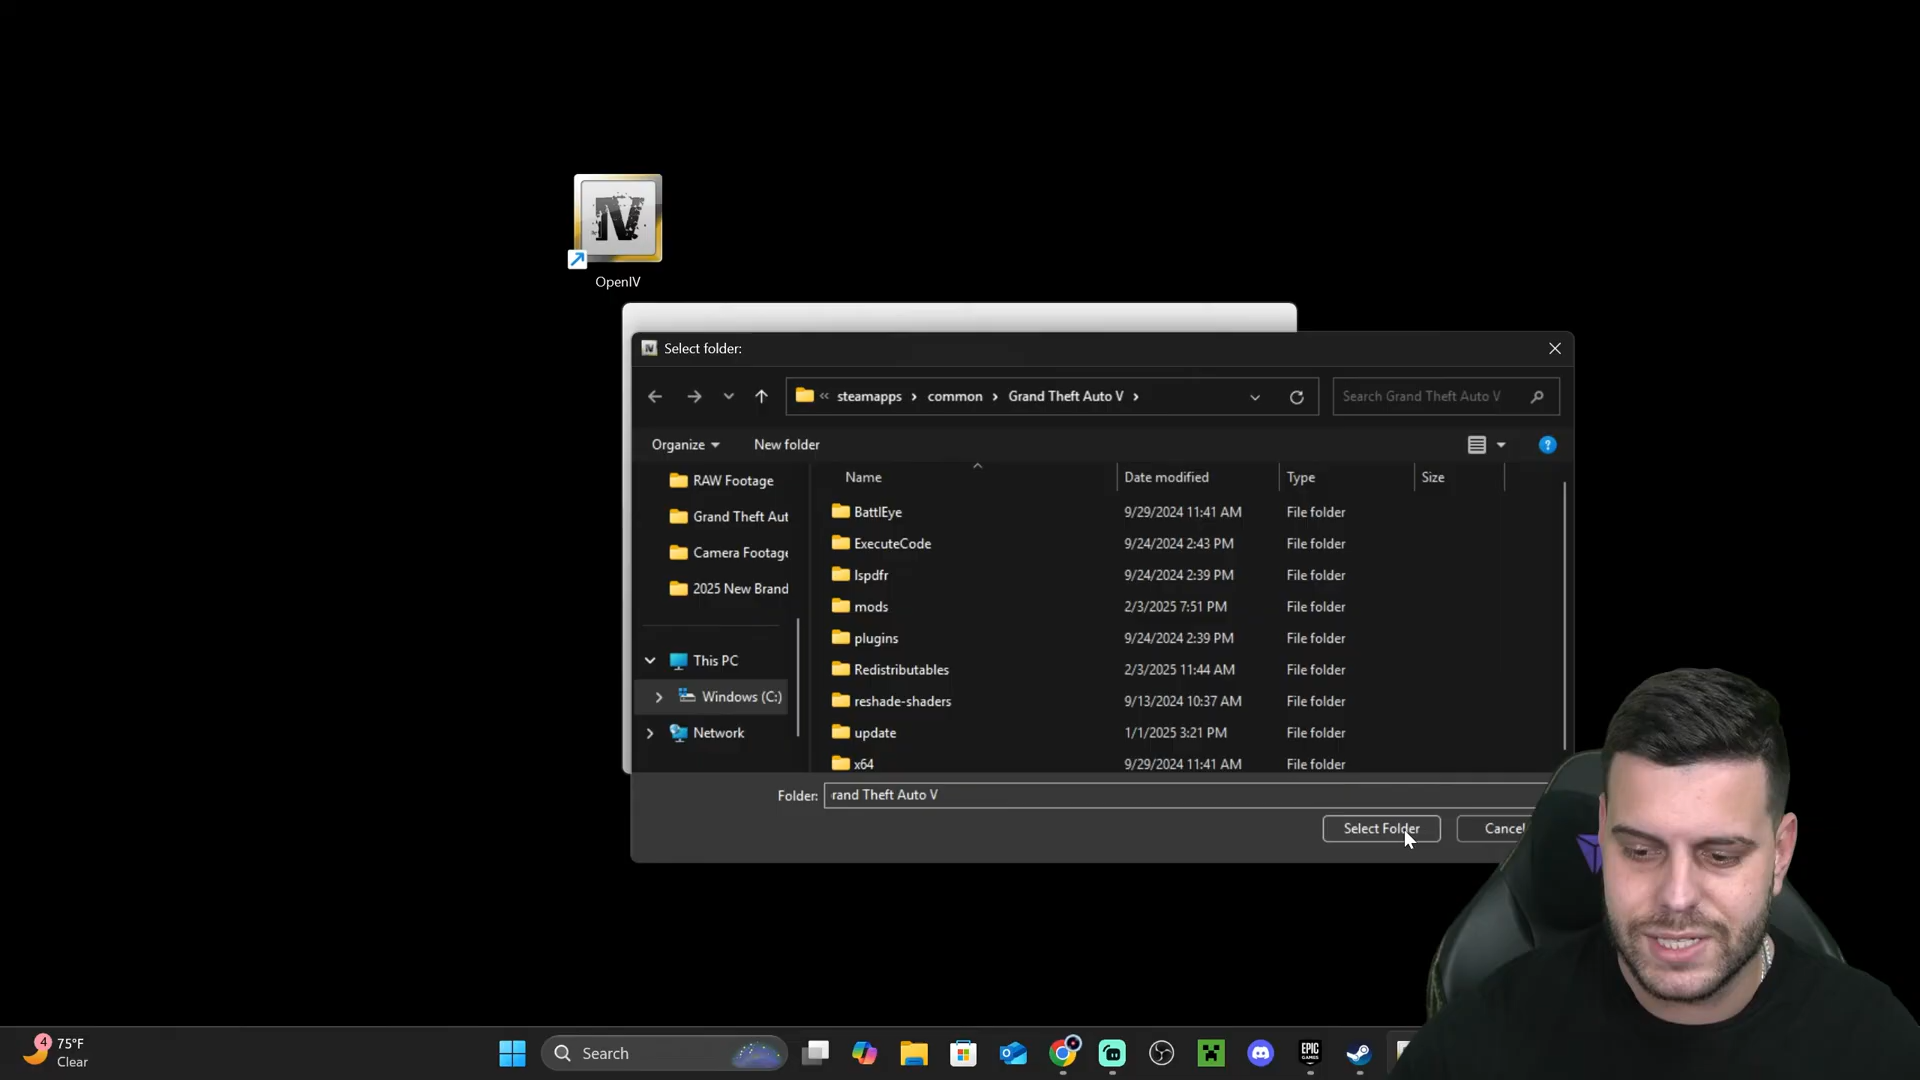 IV
OpenIV
Select folder:
« steamapps › common › Grand Theft Auto V ›
Search Grand Theft Auto V
Organize
New folder
?
Name
Date modified
Type
Size
RAW Footage
Grand Theft Aut
Camera Footage
2025 New Brand
This PC
Windows (C:)
Network
BattlEye 9/29/2024 11:41 AM File folder
ExecuteCode 9/24/2024 2:43 PM File folder
lspdfr 9/24/2024 2:39 PM File folder
mods 2/3/2025 7:51 PM File folder
plugins 9/24/2024 2:39 PM File folder
Redistributables 2/3/2025 11:44 AM File folder
reshade-shaders 9/13/2024 10:37 AM File folder
update 1/1/2025 3:21 PM File folder
x64 9/29/2024 11:41 AM File folder
Folder: rand Theft Auto V
Select Folder
Cancel
4
75°F
Clear
Search
EPIC
GAMES